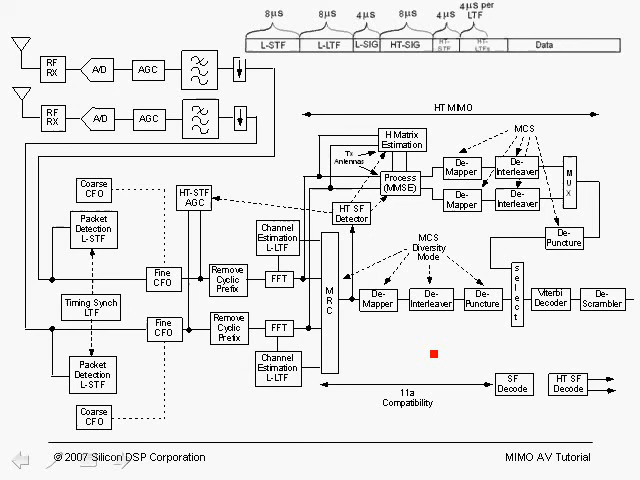 8µS 8µS 4µS 8µS 4µS 4µS per LTF
L-STF L-LTF L-SIG HT-SIG HT-STF HT-LTFs Data
RF RX A/D AGC
RF RX A/D AGC
HT MIMO
H Matrix Estimation
MCS
Tx Antennas
Process (MMSE)
De-Mapper De-Interleaver
De-Mapper De-Interleaver
MUX
Coarse CFO
HT-STF AGC
HT SF Detector
Packet Detection L-STF
Channel Estimation L-LTF
MCS Diversity Mode
De-Puncture
Fine CFO
Remove Cyclic Prefix
FFT
MRC
De-Mapper
De-Interleaver
De-Puncture
select
Viterbi Decoder
De-Scrambler
Timing Synch LTF
Fine CFO
Remove Cyclic Prefix
FFT
Packet Detection L-STF
Channel Estimation L-LTF
Coarse CFO
11a Compatibility
SF Decode
HT SF Decode
© 2007 Silicon DSP Corporation
MIMO AV Tutorial